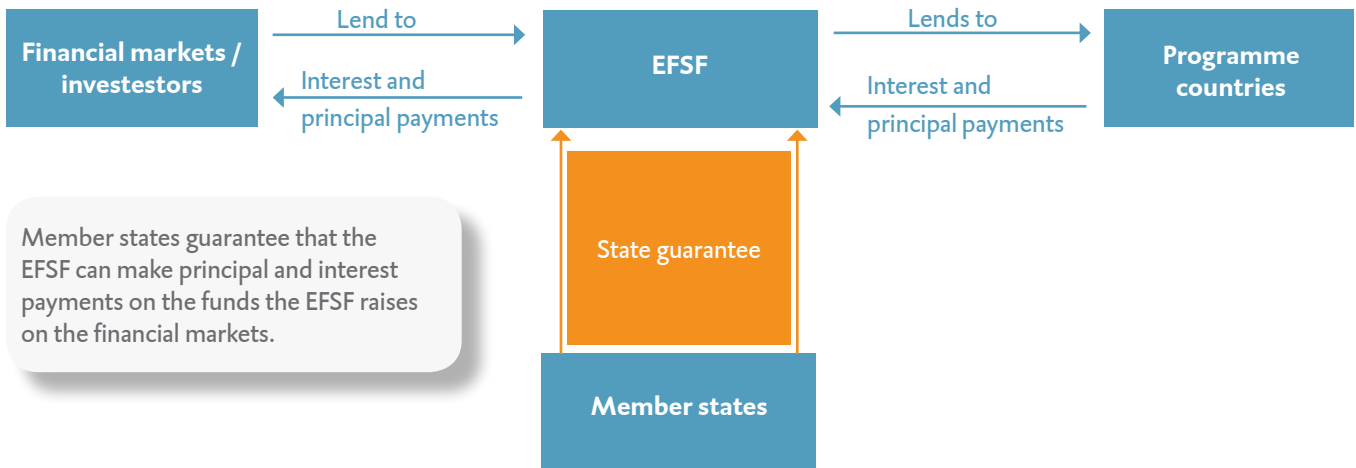 Financial markets /
investestors
Lend to
Interest and
principal payments
EFSF
Lends to
Interest and
principal payments
Programme
countries
State guarantee
Member states guarantee that the
EFSF can make principal and interest
payments on the funds the EFSF raises
on the financial markets.
Member states